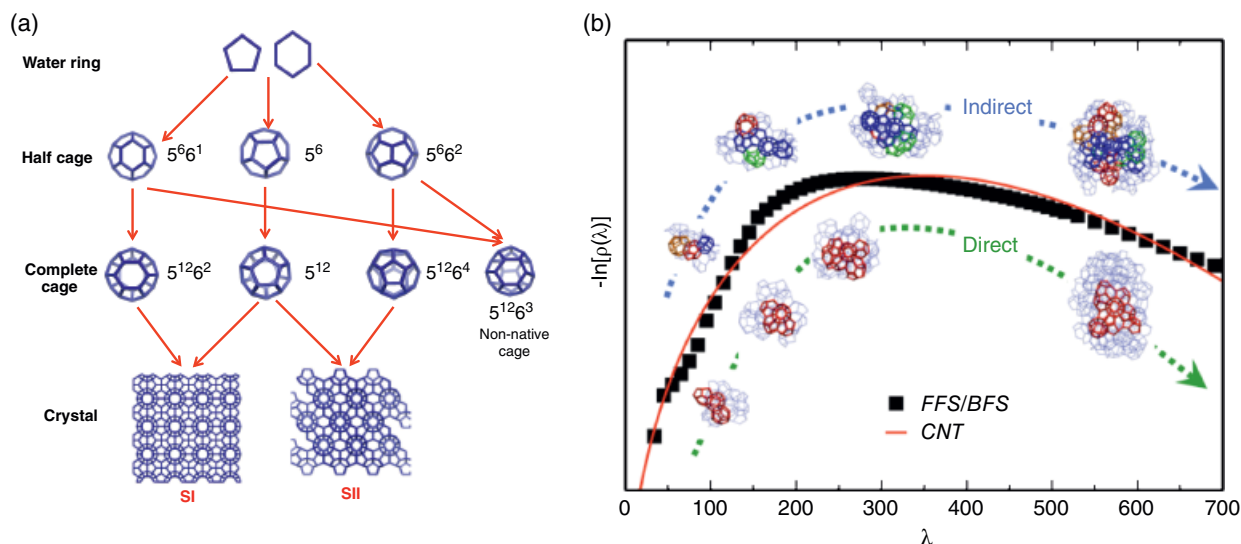 (a)
Water ring
Half cage
5⁶6¹
5⁶
5⁶6²
Complete
cage
5¹²6²
5¹²
5¹²6⁴
5¹²6³
Non-native
cage
Crystal
SI
SII
(b)
-ln[ρ(λ)]
Indirect
Direct
FFS/BFS
CNT
0
100
200
300
400
500
600
700
λ